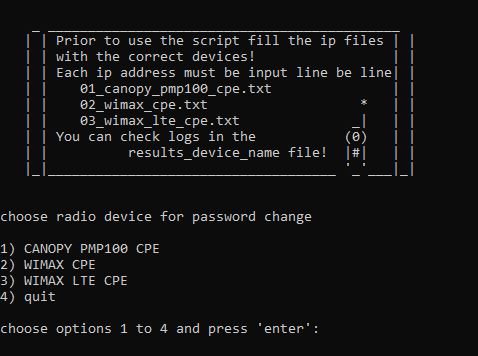 Prior to use the script fill the ip files
with the correct devices!
Each ip address must be input line be line
01_canopy_pmp100_cpe.txt
02_wimax_cpe.txt *
03_wimax_lte_cpe.txt _|
You can check logs in the (0)
results_device_name file! |#|
choose radio device for password change
1) CANOPY PMP100 CPE
2) WIMAX CPE
3) WIMAX LTE CPE
4) quit
choose options 1 to 4 and press 'enter':